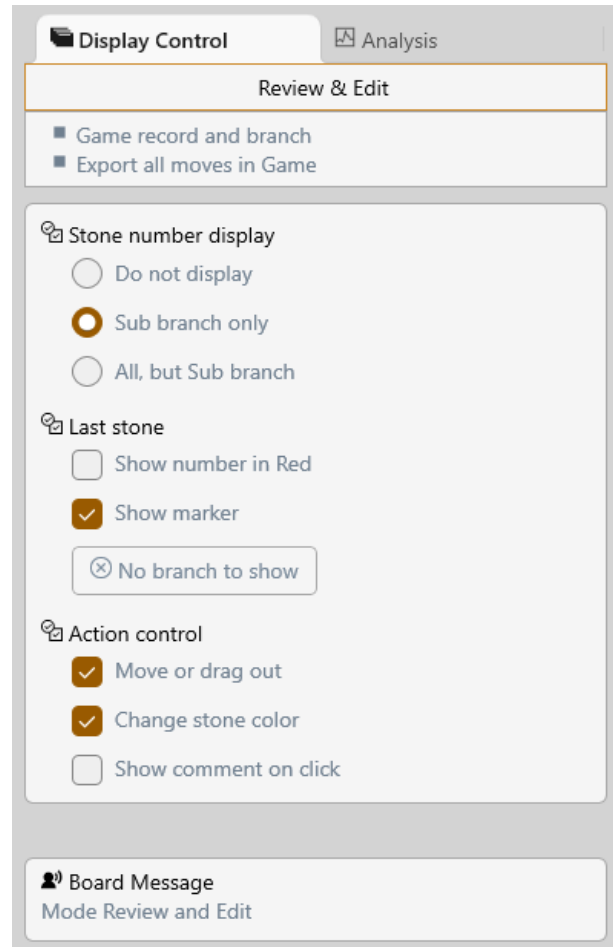 Display Control
Analysis
Review & Edit
Game record and branch
Export all moves in Game
Stone number display
Do not display
Sub branch only
All, but Sub branch
Last stone
Show number in Red
Show marker
No branch to show
Action control
Move or drag out
Change stone color
Show comment on click
Board Message
Mode Review and Edit